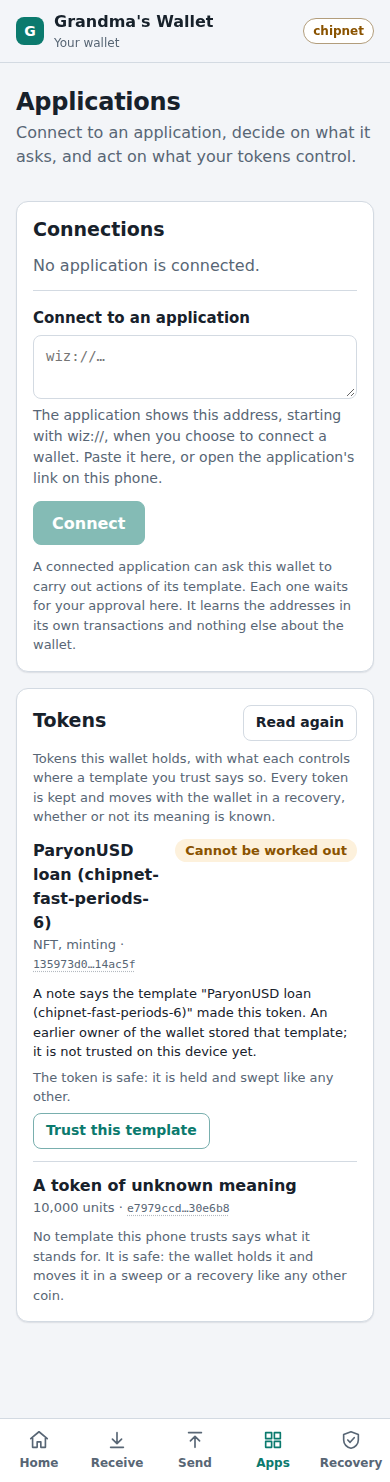 G
Grandma's Wallet
Your wallet
chipnet
Applications
Connect to an application, decide on what it
asks, and act on what your tokens control.
Connections
No application is connected.
Connect to an application
wiz://…
The application shows this address, starting
with wiz://, when you choose to connect a
wallet. Paste it here, or open the application's
link on this phone.
Connect
A connected application can ask this wallet to
carry out actions of its template. Each one waits
for your approval here. It learns the addresses in
its own transactions and nothing else about the
wallet.
Tokens
Read again
Tokens this wallet holds, with what each controls
where a template you trust says so. Every token
is kept and moves with the wallet in a recovery,
whether or not its meaning is known.
ParyonUSD
loan (chipnet-
fast-periods-
6)
Cannot be worked out
NFT, minting ·
135973d0…14ac5f
A note says the template "ParyonUSD loan
(chipnet-fast-periods-6)" made this token. An
earlier owner of the wallet stored that template;
it is not trusted on this device yet.
The token is safe: it is held and swept like any
other.
Trust this template
A token of unknown meaning
10,000 units · e7979ccd…30e6b8
No template this phone trusts says what it
stands for. It is safe: the wallet holds it and
moves it in a sweep or a recovery like any other
coin.
Home
Receive
Send
Apps
Recovery